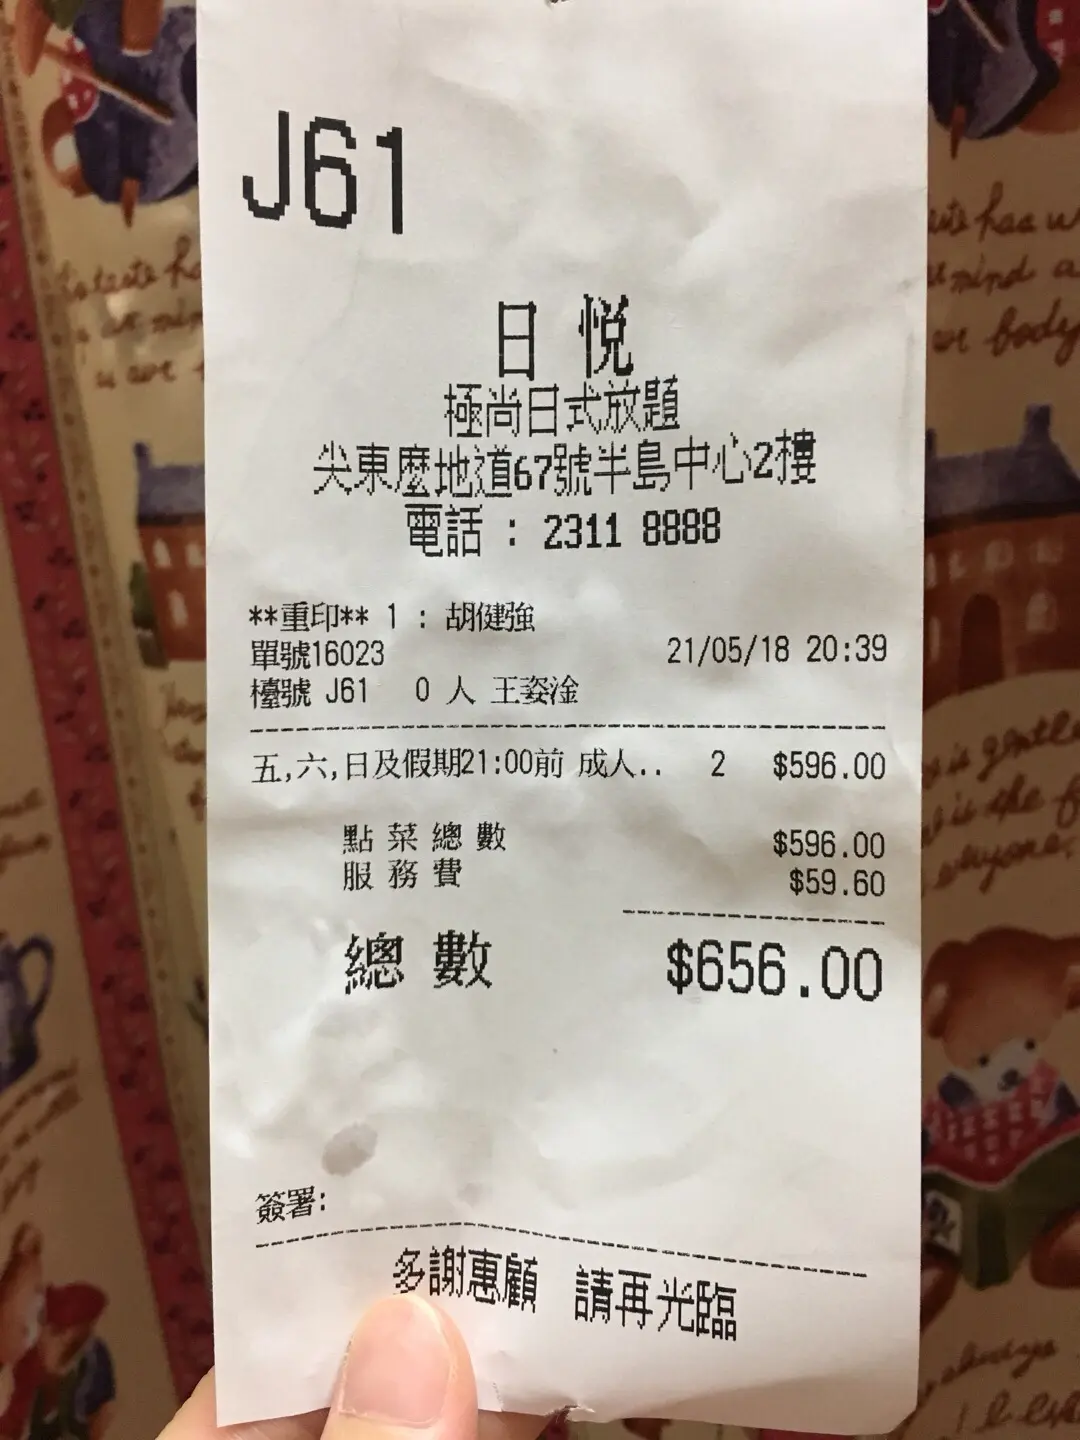 J61
日 悅
極尚日式放題
尖東麼地道67號半島中心2樓
電話 : 2311 8888
**重印** 1 : 胡健強
單號16023 21/05/18 20:39
檯號 J61 0 人 王姿淦
五,六,日及假期21:00前 成人.. 2 $596.00
點 菜 總 數 $596.00
服 務 費 $59.60
總 數 $656.00
簽署:
多謝惠顧 請再光臨